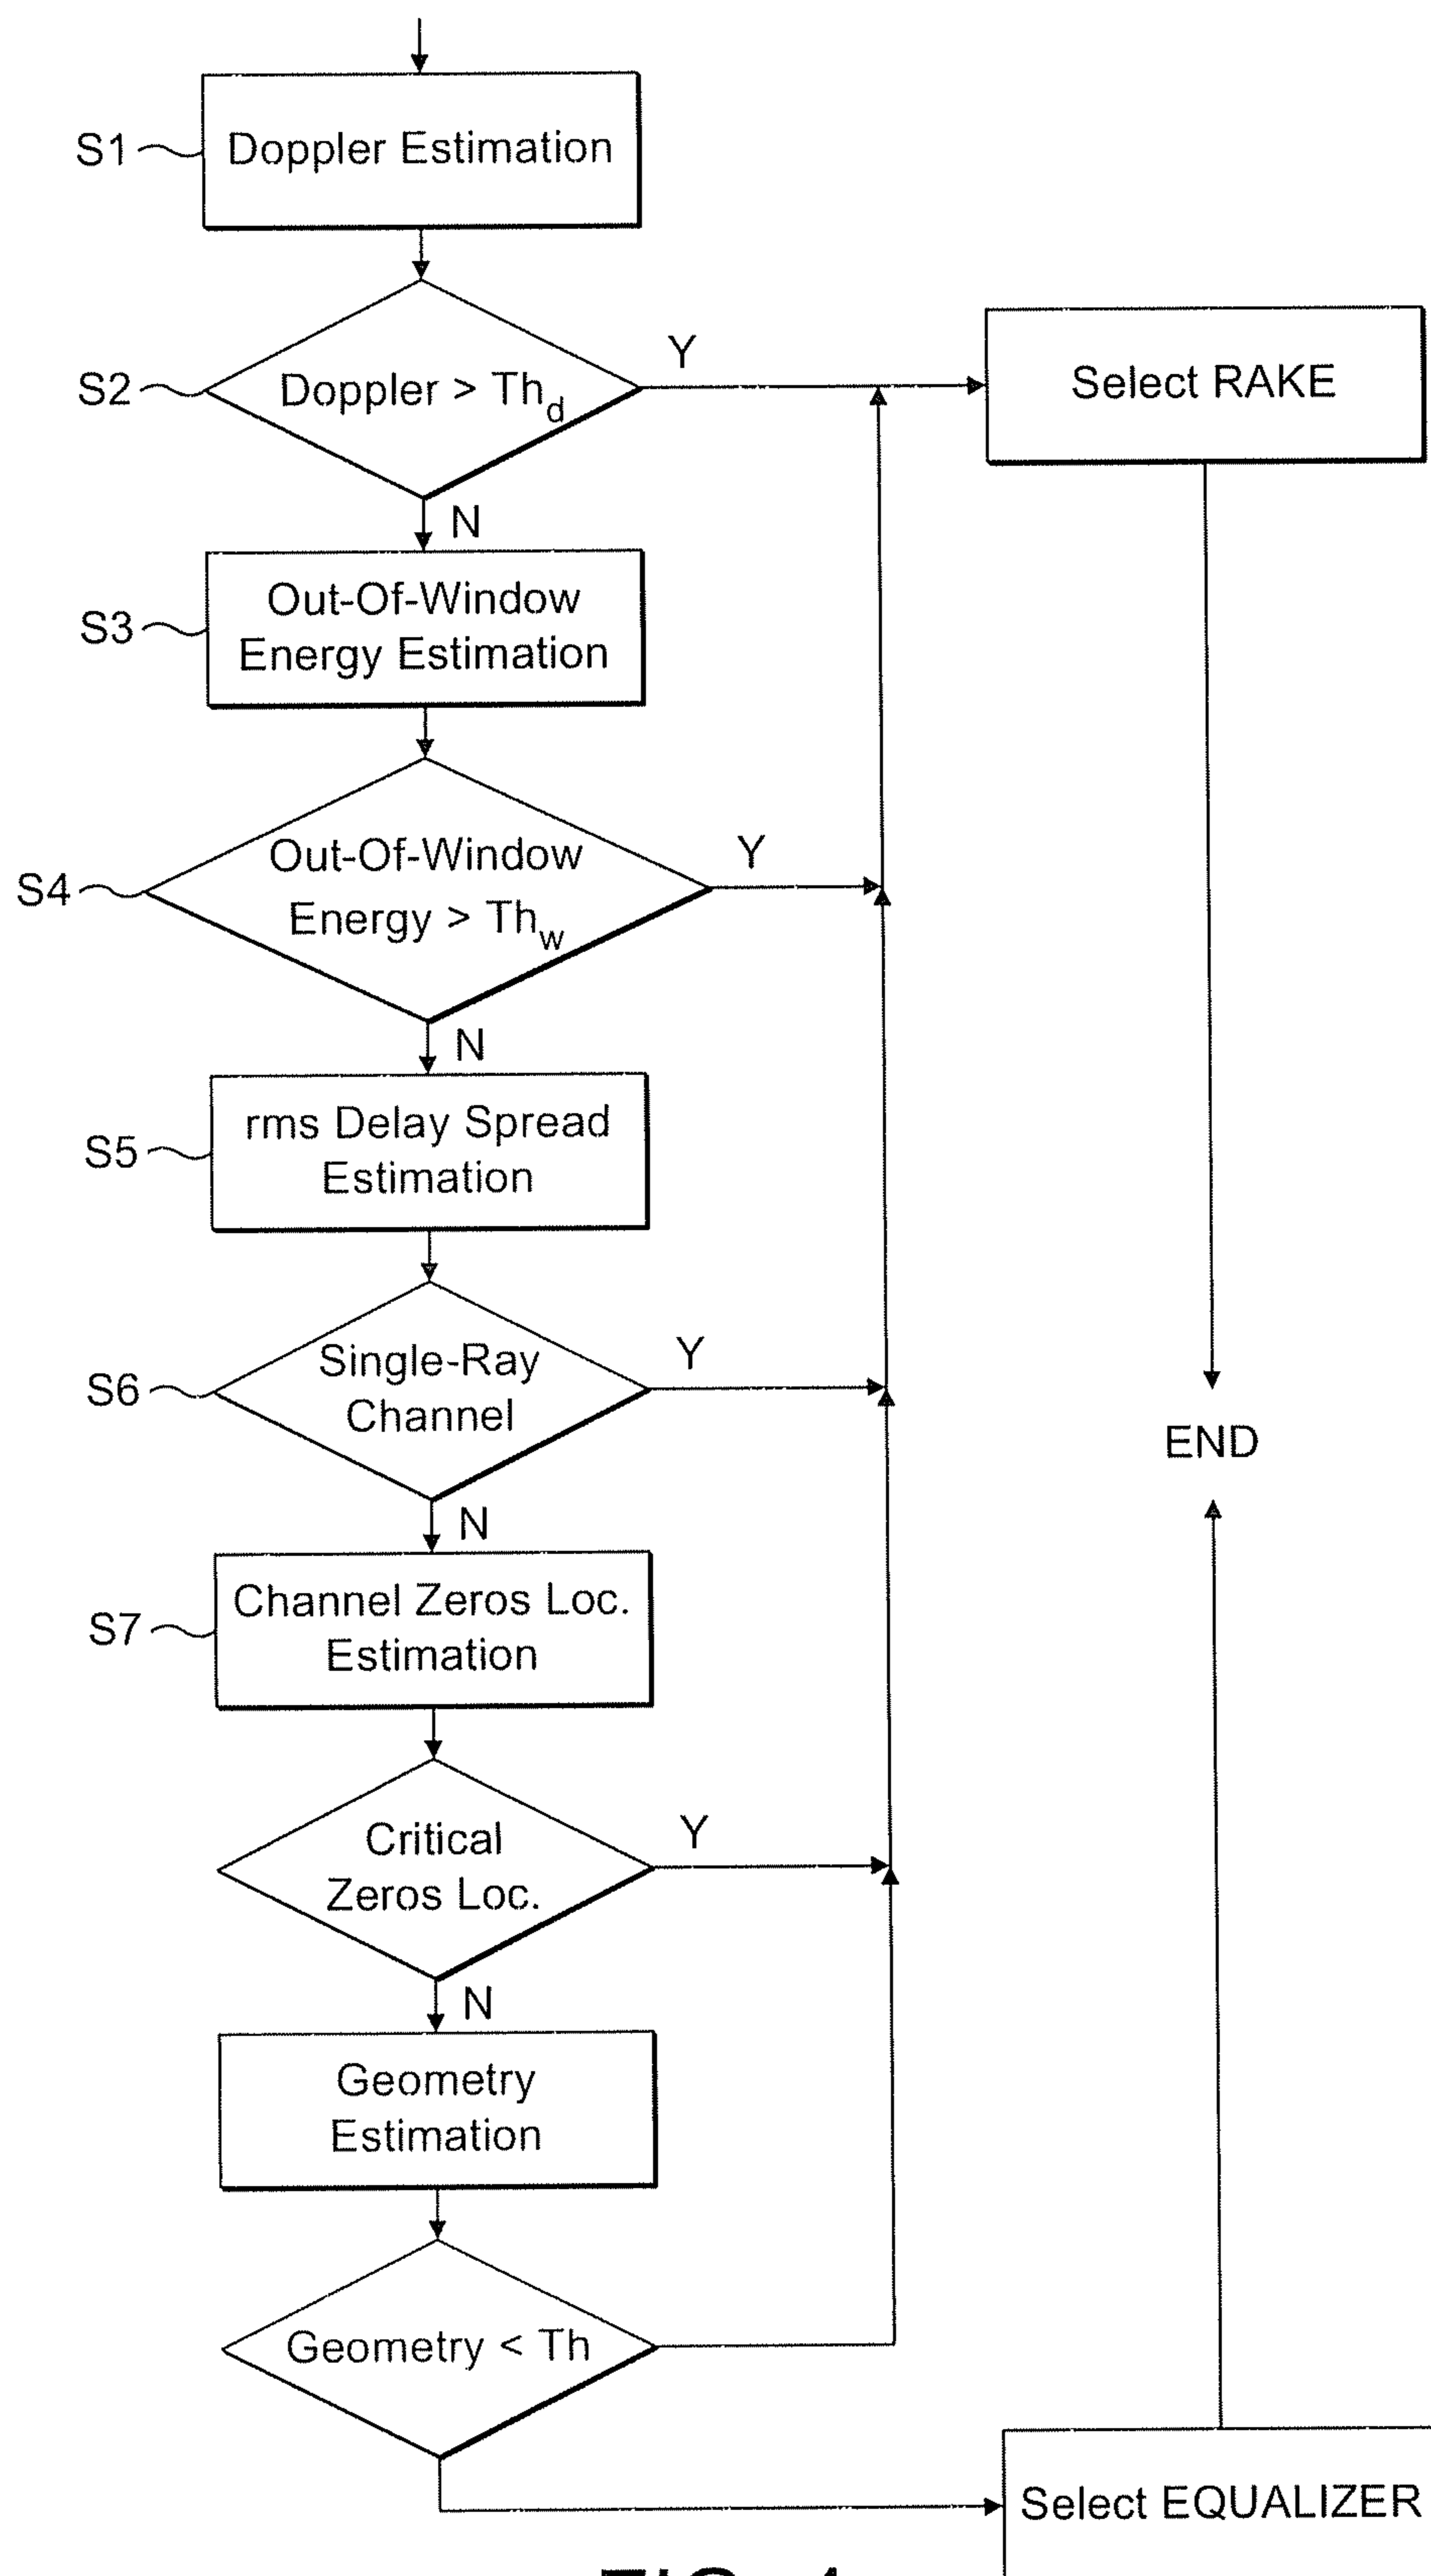 S1
Doppler Estimation
S2
Doppler > Thd
Y
Select RAKE
N
S3
Out-Of-Window
Energy Estimation
S4
Out-Of-Window
Energy > Thw
Y
N
S5
rms Delay Spread
Estimation
S6
Single-Ray
Channel
Y
END
N
S7
Channel Zeros Loc.
Estimation
Critical
Zeros Loc.
Y
N
Geometry
Estimation
Geometry < Th
Select EQUALIZER